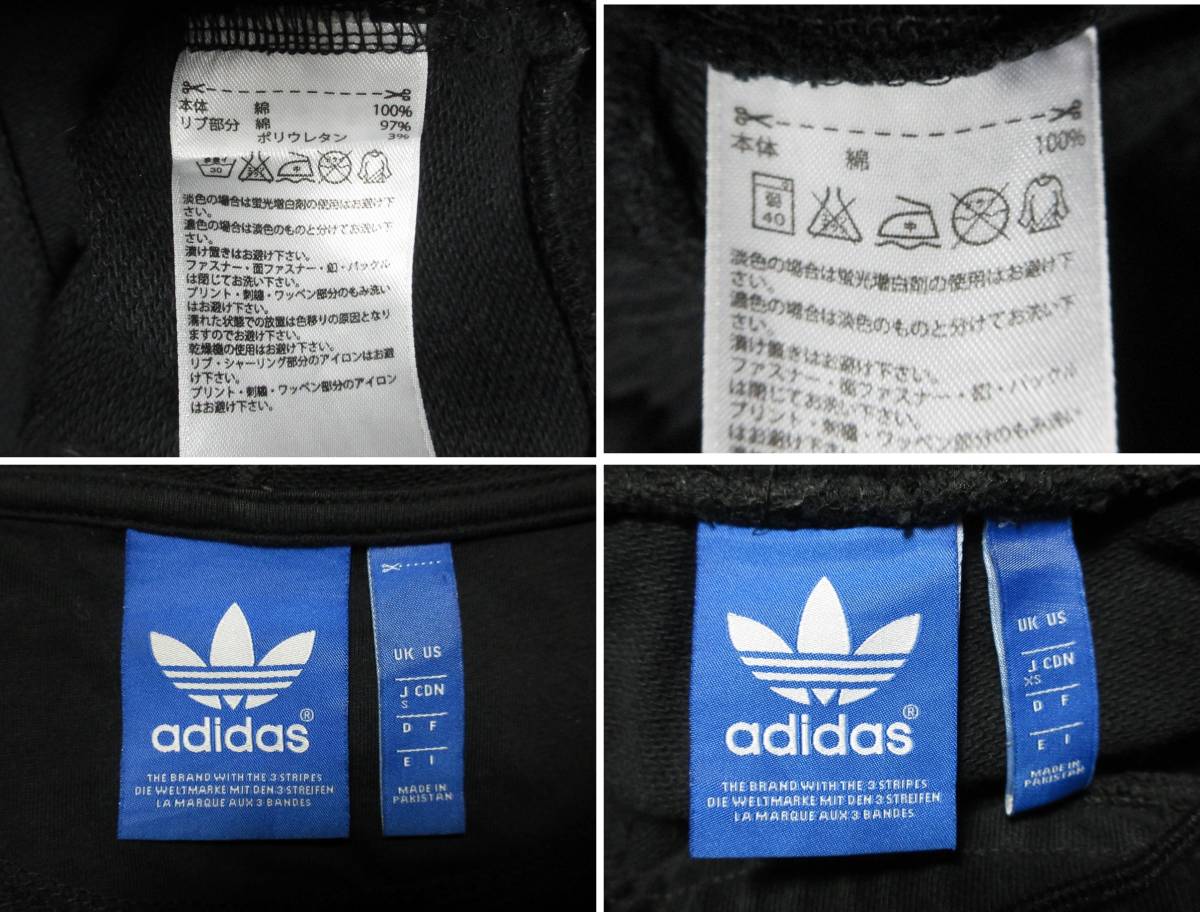 本体 綿 100%
リブ部分 綿 97%
ポリウレタン 3%
30
淡色の場合は蛍光増白剤の使用はお避け下
さい。
濃色の場合は淡色のものと分けてお洗い下
さい。
漬け置きはお避け下さい。
ファスナー・面ファスナー・釦・バックル
は閉じてお洗い下さい。
プリント・刺繍・ワッペン部分のもみ洗い
はお避け下さい。
濡れた状態での放置は色移りの原因となり
ますのでお避け下さい。
乾燥機の使用はお避け下さい。
リブ・シャーリング部分のアイロンはお避
け下さい。
プリント・刺繍・ワッペン部分のアイロン
はお避け下さい。
本体 綿 100%
弱
40
中
淡色の場合は蛍光増白剤の使用はお避け下
さい。
濃色の場合は淡色のものと分けてお洗い下
さい。
漬け置きはお避け下さい。
ファスナー・面ファスナー・釦・バックル
は閉じてお洗い下さい。
プリント・刺繍・ワッペン部分のもみ洗い
はお避け下さい。
adidas®
THE BRAND WITH THE 3 STRIPES
DIE WELTMARKE MIT DEN 3 STREIFEN
LA MARQUE AUX 3 BANDES
UK US
J CDN
S
D F
E I
MADE IN
PAKISTAN
adidas®
THE BRAND WITH THE 3 STRIPES
DIE WELTMARKE MIT DEN 3 STREIFEN
LA MARQUE AUX 3 BANDES
UK US
J CDN
XS
D F
E I
MADE IN
PAKISTAN